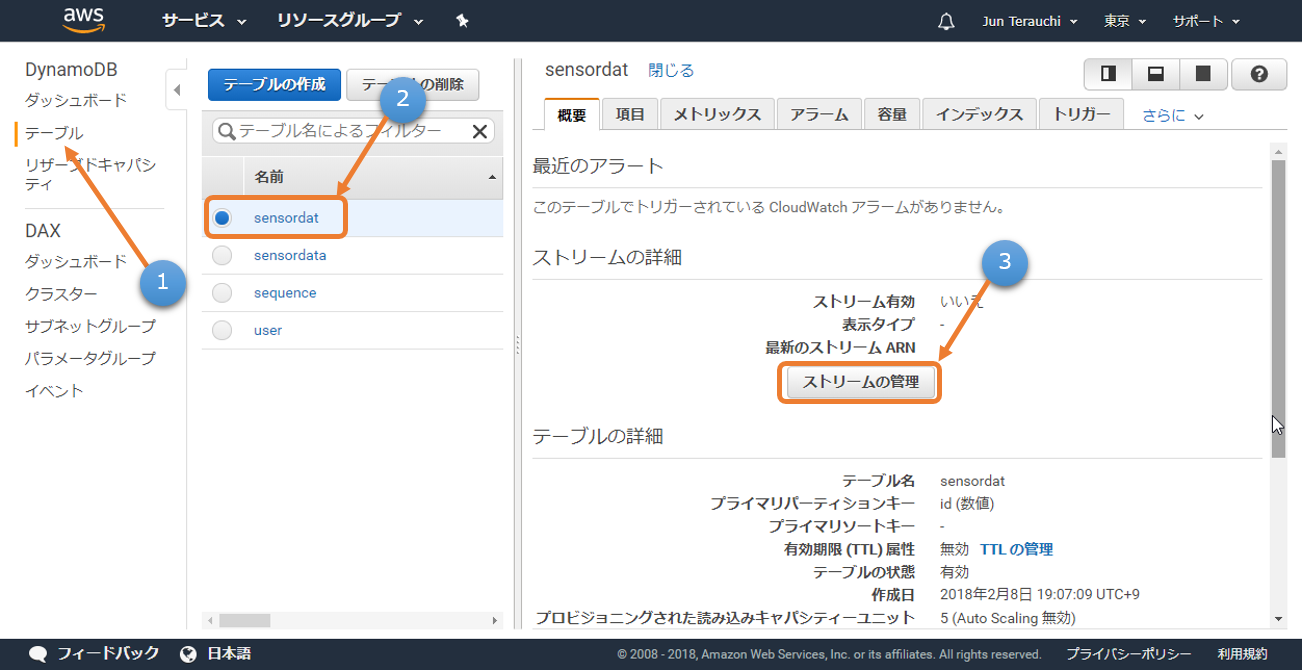 aws サービス リソースグループ Jun Terauchi 東京 サポート
DynamoDB
ダッシュボード
テーブル
リザーブドキャパシ
ティ
DAX
ダッシュボード
クラスター
サブネットグループ
パラメータグループ
イベント
1
テーブルの作成 テーの削除
2
テーブル名によるフィルター
名前
sensordat
sensordata
sequence
user
sensordat 閉じる
概要 項目 メトリックス アラーム 容量 インデックス トリガー さらに
最近のアラート
このテーブルでトリガーされている CloudWatch アラームがありません。
ストリームの詳細
3
ストリーム有効 いいえ
表示タイプ -
最新のストリーム ARN
ストリームの管理
テーブルの詳細
テーブル名 sensordat
プライマリパーティションキー id (数値)
プライマリソートキー -
有効期限 (TTL) 属性 無効 TTL の管理
テーブルの状態 有効
作成日 2018年2月8日 19:07:09 UTC+9
プロビジョニングされた読み込みキャパシティーユニット 5 (Auto Scaling 無効)
フィードバック 日本語 © 2008 - 2018, Amazon Web Services, Inc. or its affiliates. All rights reserved. プライバシーポリシー 利用規約